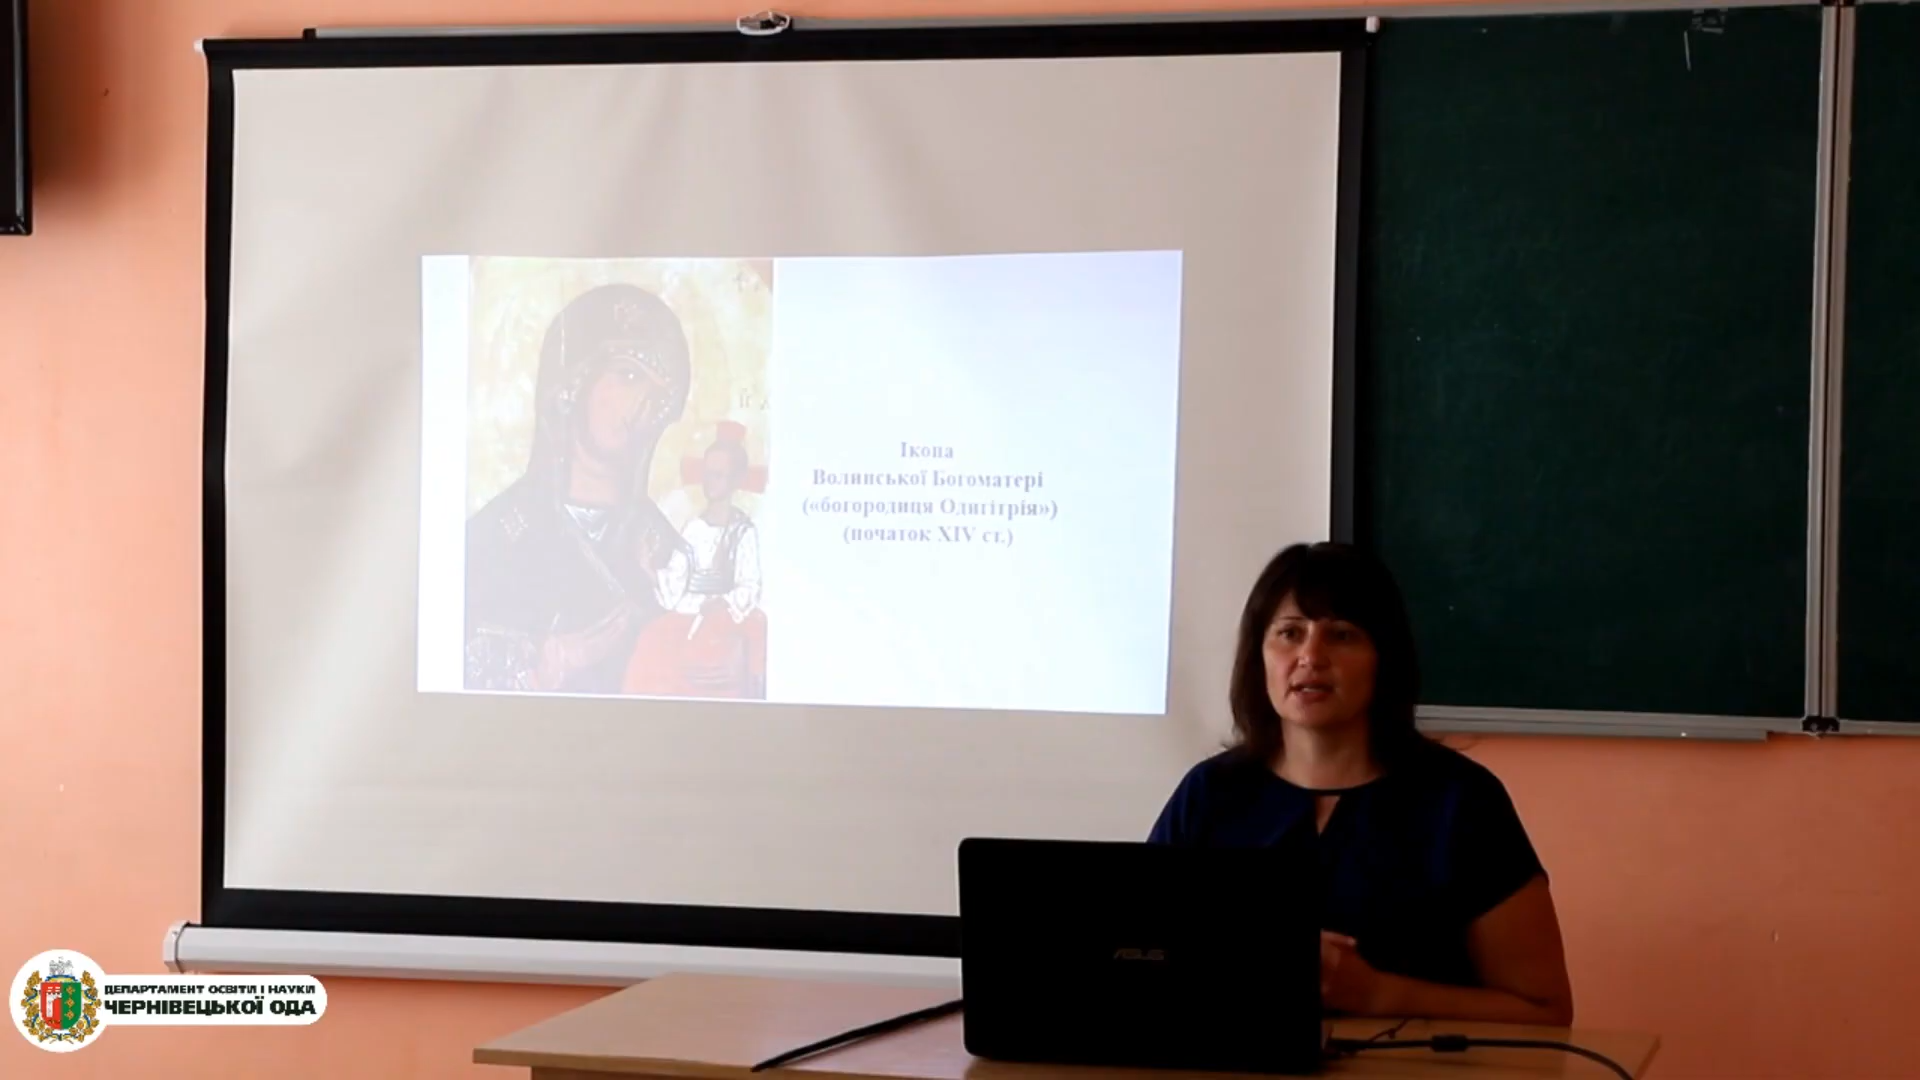 Ікона
Волинської Богоматері
(«богородиця Одигітрія»)
(початок XIV ст.)
ASUS
ДЕПАРТАМЕНТ ОСВІТИ І НАУКИ
ЧЕРНІВЕЦЬКОЇ ОДА